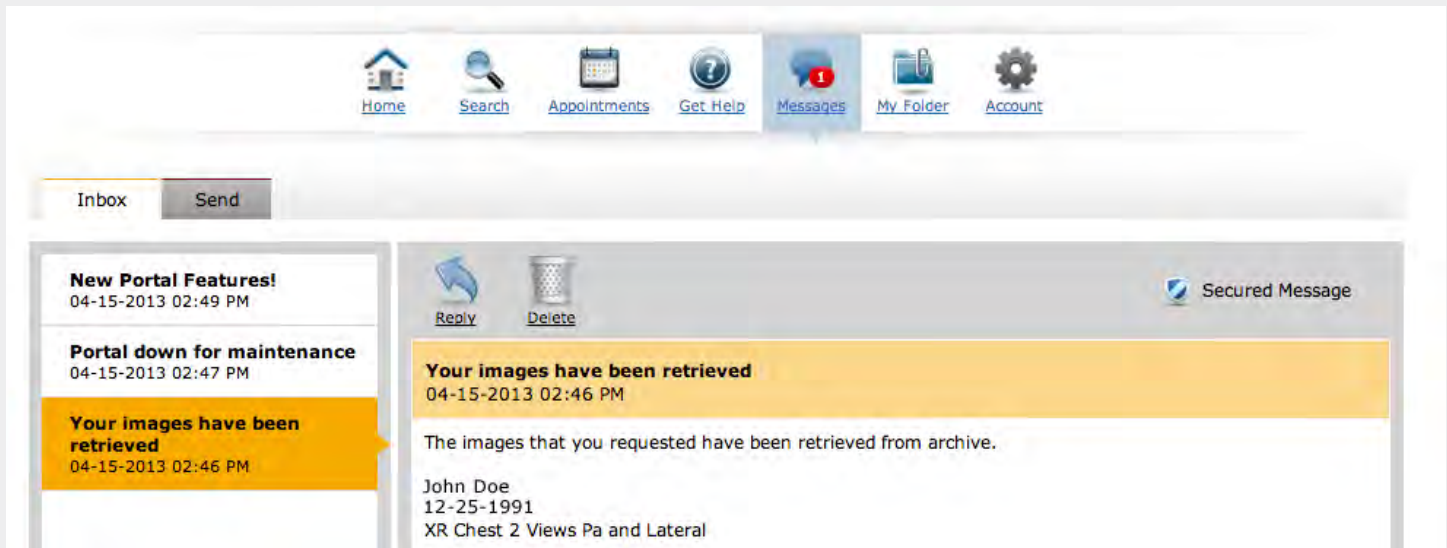 1
Home Search Appointments Get Help Messages My Folder Account
Inbox Send
New Portal Features!
04-15-2013 02:49 PM
Portal down for maintenance
04-15-2013 02:47 PM
Your images have been
retrieved
04-15-2013 02:46 PM
Reply Delete
Secured Message
Your images have been retrieved
04-15-2013 02:46 PM
The images that you requested have been retrieved from archive.
John Doe
12-25-1991
XR Chest 2 Views Pa and Lateral